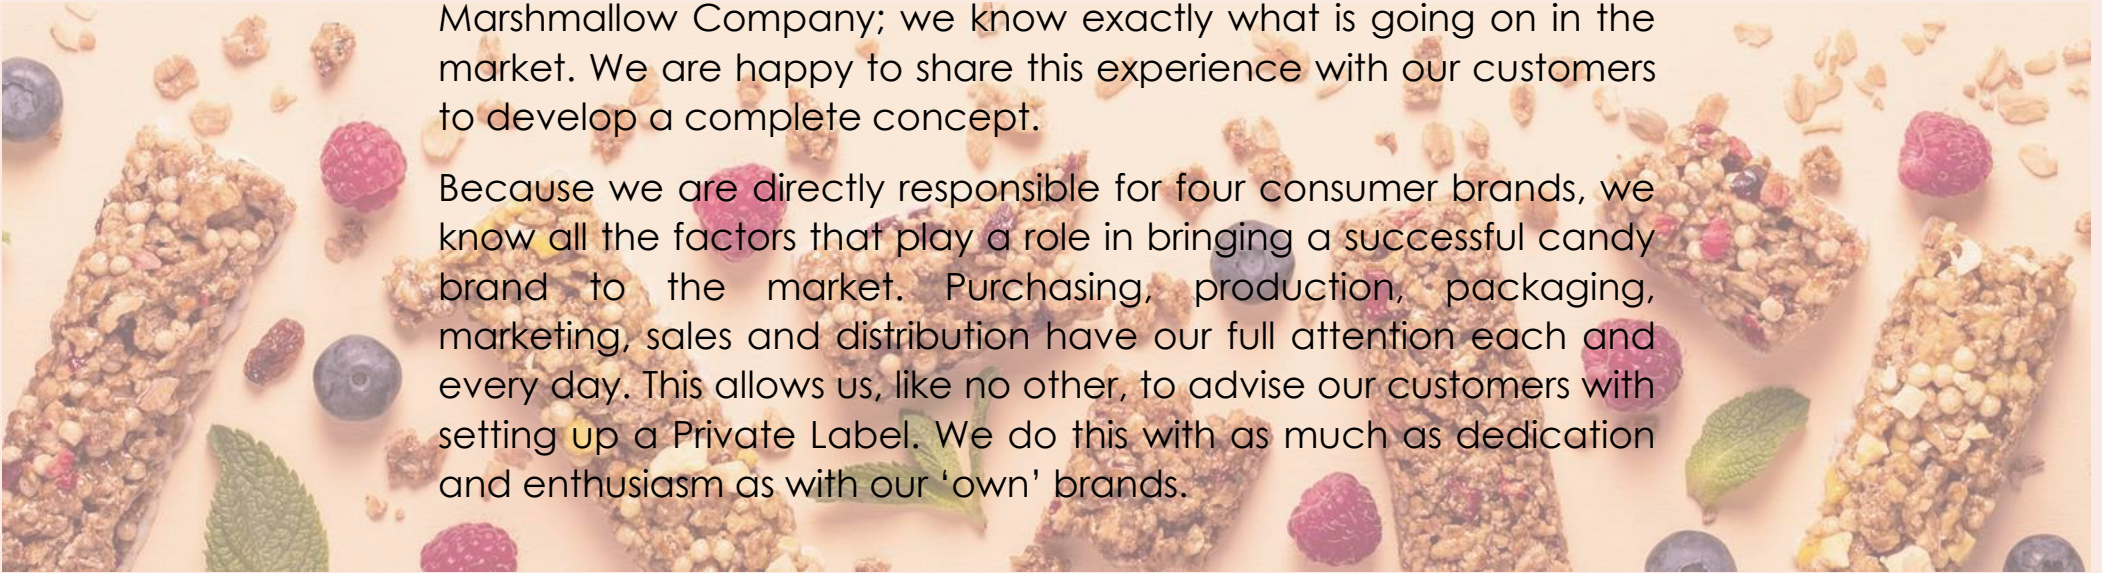 Marshmallow Company; we know exactly what is going on in the
market. We are happy to share this experience with our customers
to develop a complete concept.
Because we are directly responsible for four consumer brands, we
know all the factors that play a role in bringing a successful candy
brand to the market. Purchasing, production, packaging,
marketing, sales and distribution have our full attention each and
every day. This allows us, like no other, to advise our customers with
setting up a Private Label. We do this with as much as dedication
and enthusiasm as with our ‘own’ brands.